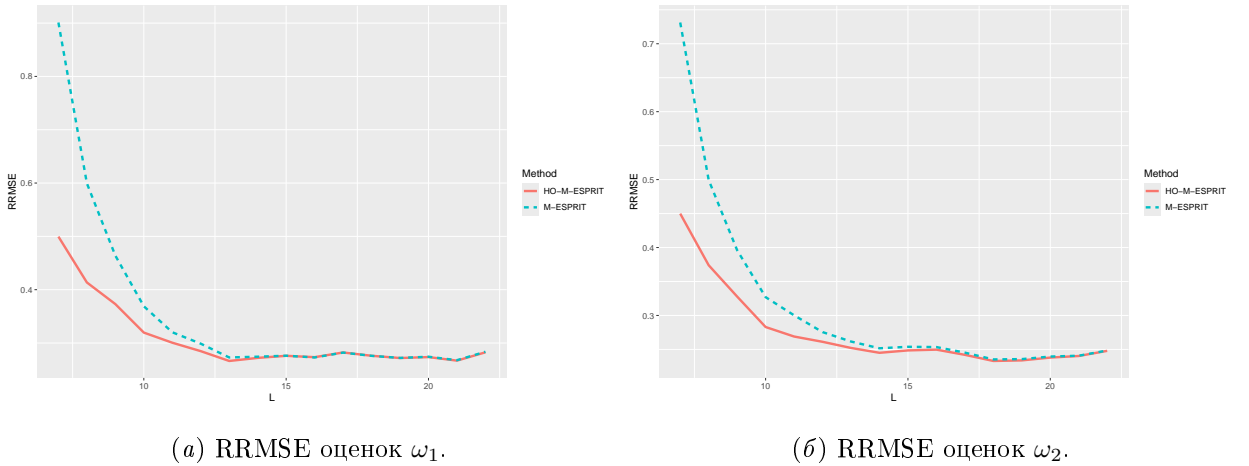 0.8
0.6
0.4
RRMSE
10
15
20
L
Method
HO−M−ESPRIT
M−ESPRIT
0.7
0.6
0.5
0.4
0.3
RRMSE
10
15
20
L
Method
HO−M−ESPRIT
M−ESPRIT
(а) RRMSE оценок ω₁.
(б) RRMSE оценок ω₂.